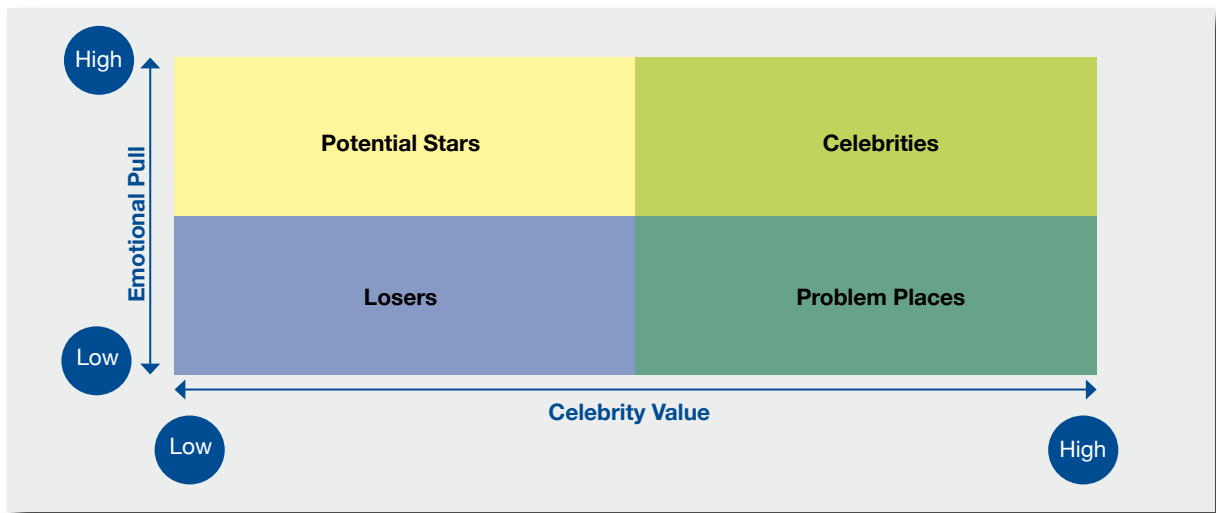 High
Potential Stars
Celebrities
Emotional Pull
Losers
Problem Places
Low
Celebrity Value
Low
High